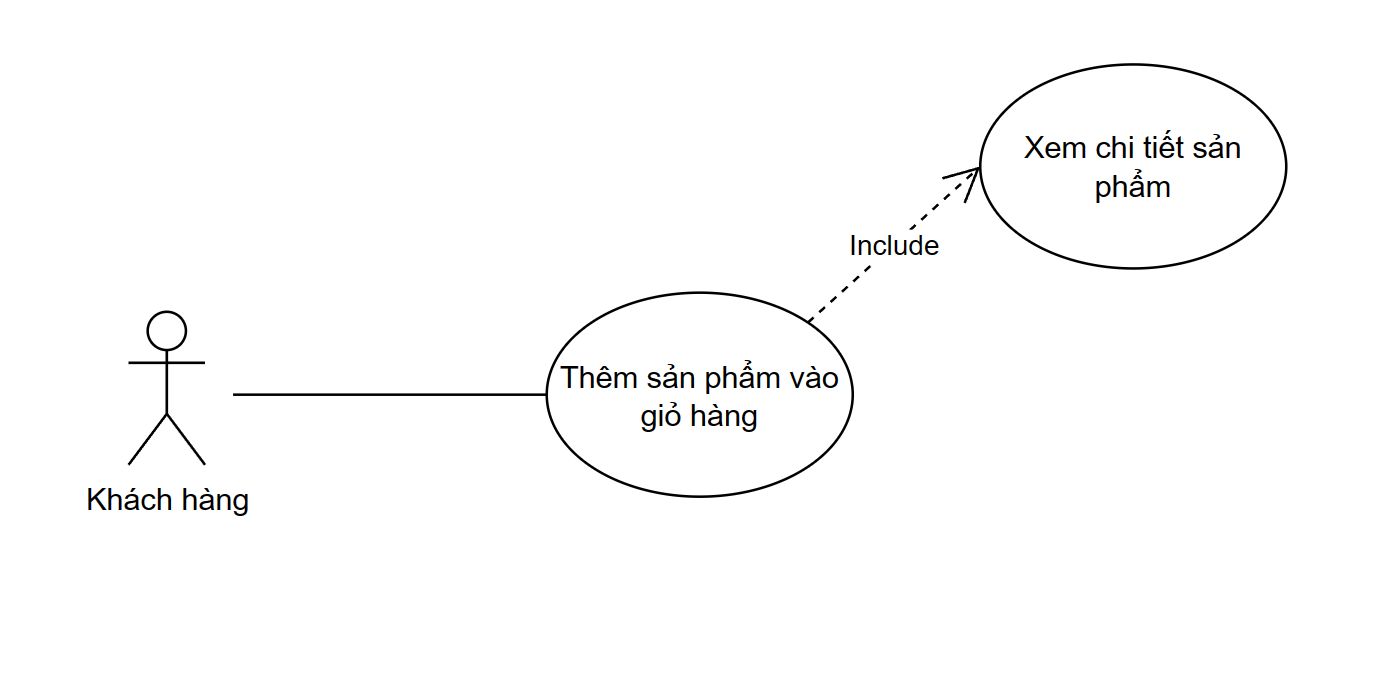 Xem chi tiết sản
phẩm
Include
Thêm sản phẩm vào
giỏ hàng
Khách hàng